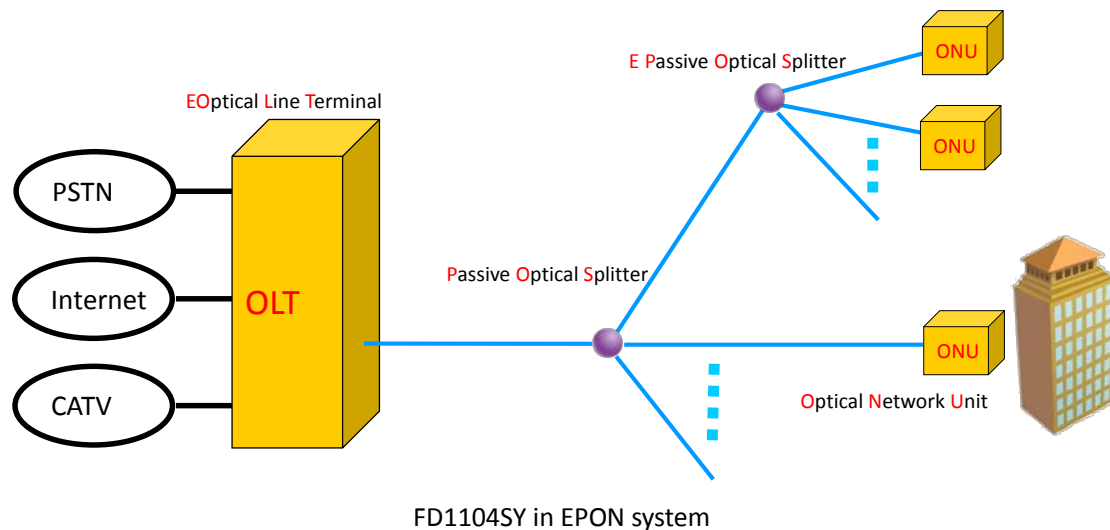 E Passive Optical Splitter
ONU
ONU
EOptical Line Terminal
PSTN
Internet
CATV
OLT
Passive Optical Splitter
ONU
Optical Network Unit
FD1104SY in EPON system